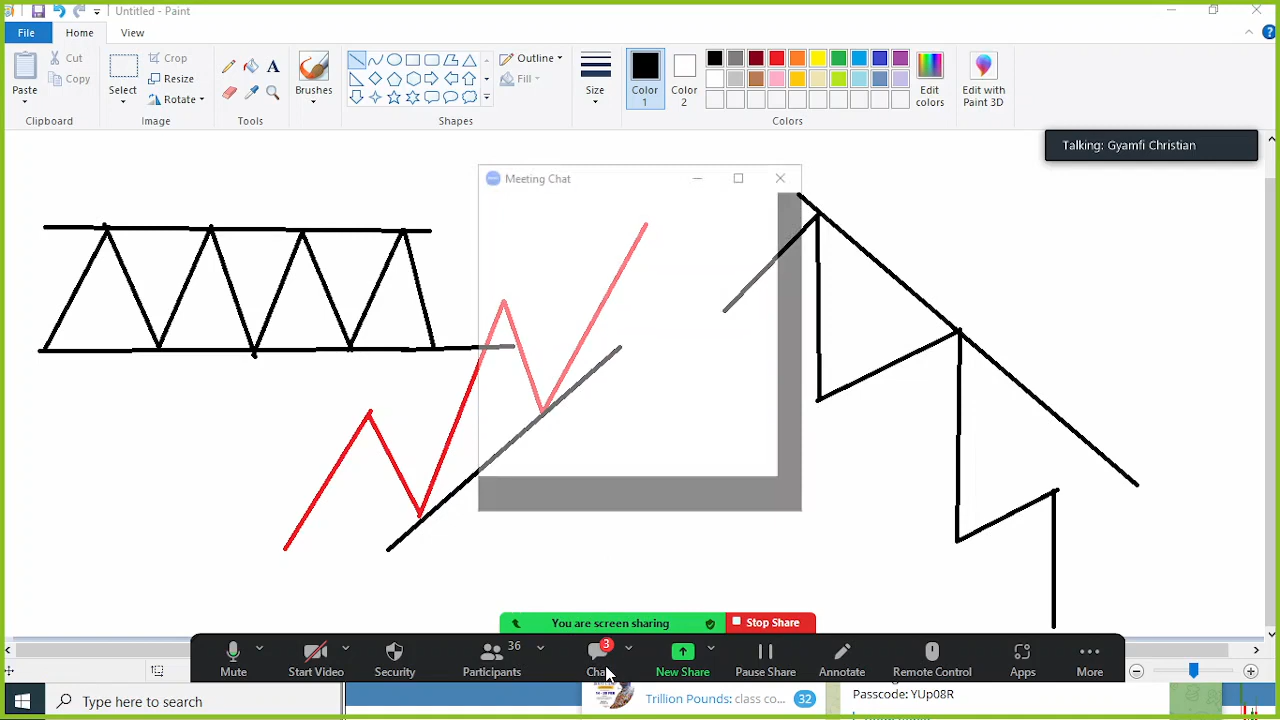 Untitled - Paint
File
Home
View
Paste
Cut
Copy
Clipboard
Select
Crop
Resize
Rotate
Image
Tools
Brushes
Outline
Fill
Shapes
Size
Color 1
Color 2
Edit colors
Colors
Edit with Paint 3D
Talking: Gyamfi Christian
Meeting Chat
You are screen sharing
Stop Share
Mute
Start Video
Security
36
Participants
3
Chat
New Share
Pause Share
Annotate
Remote Control
Apps
More
Type here to search
Trillion Pounds: class co...
32
Passcode: YUp08R